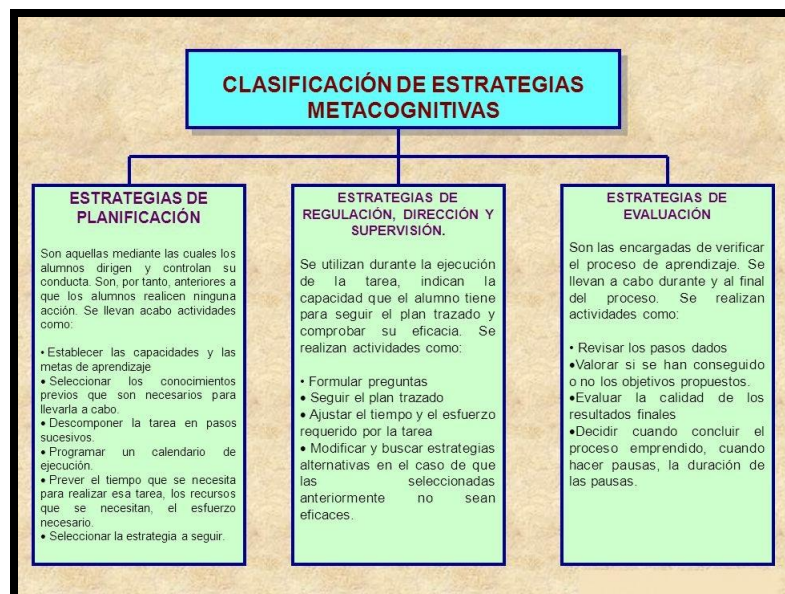 CLASIFICACIÓN DE ESTRATEGIAS
METACOGNITIVAS
ESTRATEGIAS DE
PLANIFICACIÓN
Son aquellas mediante las cuales los
alumnos dirigen y controlan su
conducta. Son, por tanto, anteriores a
que los alumnos realicen ninguna
acción. Se llevan acabo actividades
como:
• Establecer las capacidades y las
metas de aprendizaje
• Seleccionar los conocimientos
previos que son necesarios para
llevarla a cabo.
• Descomponer la tarea en pasos
sucesivos.
• Programar un calendario de
ejecución.
• Prever el tiempo que se necesita
para realizar esa tarea, los recursos
que se necesitan, el esfuerzo
necesario.
• Seleccionar la estrategia a seguir.
ESTRATEGIAS DE
REGULACIÓN, DIRECCIÓN Y
SUPERVISIÓN.
Se utilizan durante la ejecución
de la tarea, indican la
capacidad que el alumno tiene
para seguir el plan trazado y
comprobar su eficacia. Se
realizan actividades como:
• Formular preguntas
• Seguir el plan trazado
• Ajustar el tiempo y el esfuerzo
requerido por la tarea
• Modificar y buscar estrategias
alternativas en el caso de que
las seleccionadas
anteriormente no sean
eficaces.
ESTRATEGIAS DE
EVALUACIÓN
Son las encargadas de verificar
el proceso de aprendizaje. Se
llevan a cabo durante y al final
del proceso. Se realizan
actividades como:
• Revisar los pasos dados
•Valorar si se han conseguido
o no los objetivos propuestos.
•Evaluar la calidad de los
resultados finales
•Decidir cuando concluir el
proceso emprendido, cuando
hacer pausas, la duración de
las pausas.